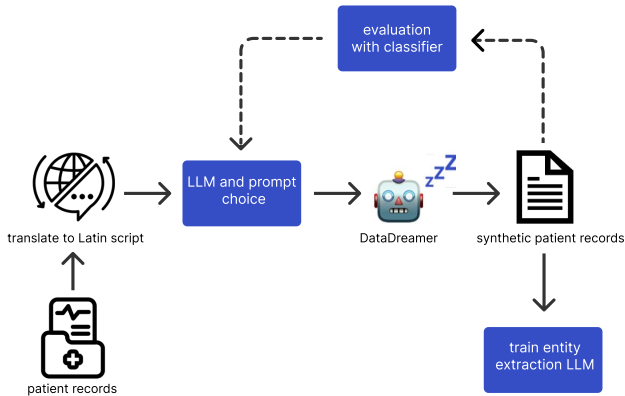 evaluation
with classifier
LLM and prompt
choice
zzZ
translate to Latin script
DataDreamer
synthetic patient records
train entity
extraction LLM
patient records